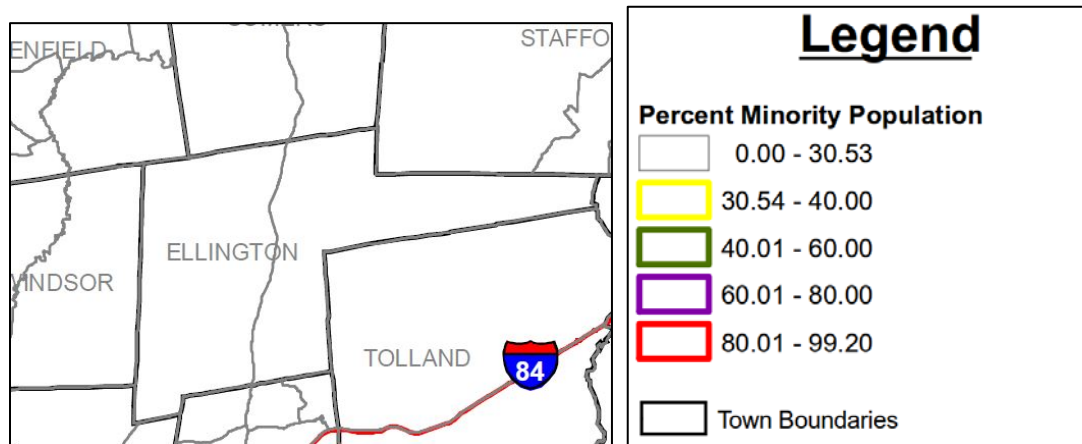 ENFIELD
STAFFO
ELLINGTON
VINDSOR
TOLLAND
84
Legend
Percent Minority Population
0.00 - 30.53
30.54 - 40.00
40.01 - 60.00
60.01 - 80.00
80.01 - 99.20
Town Boundaries